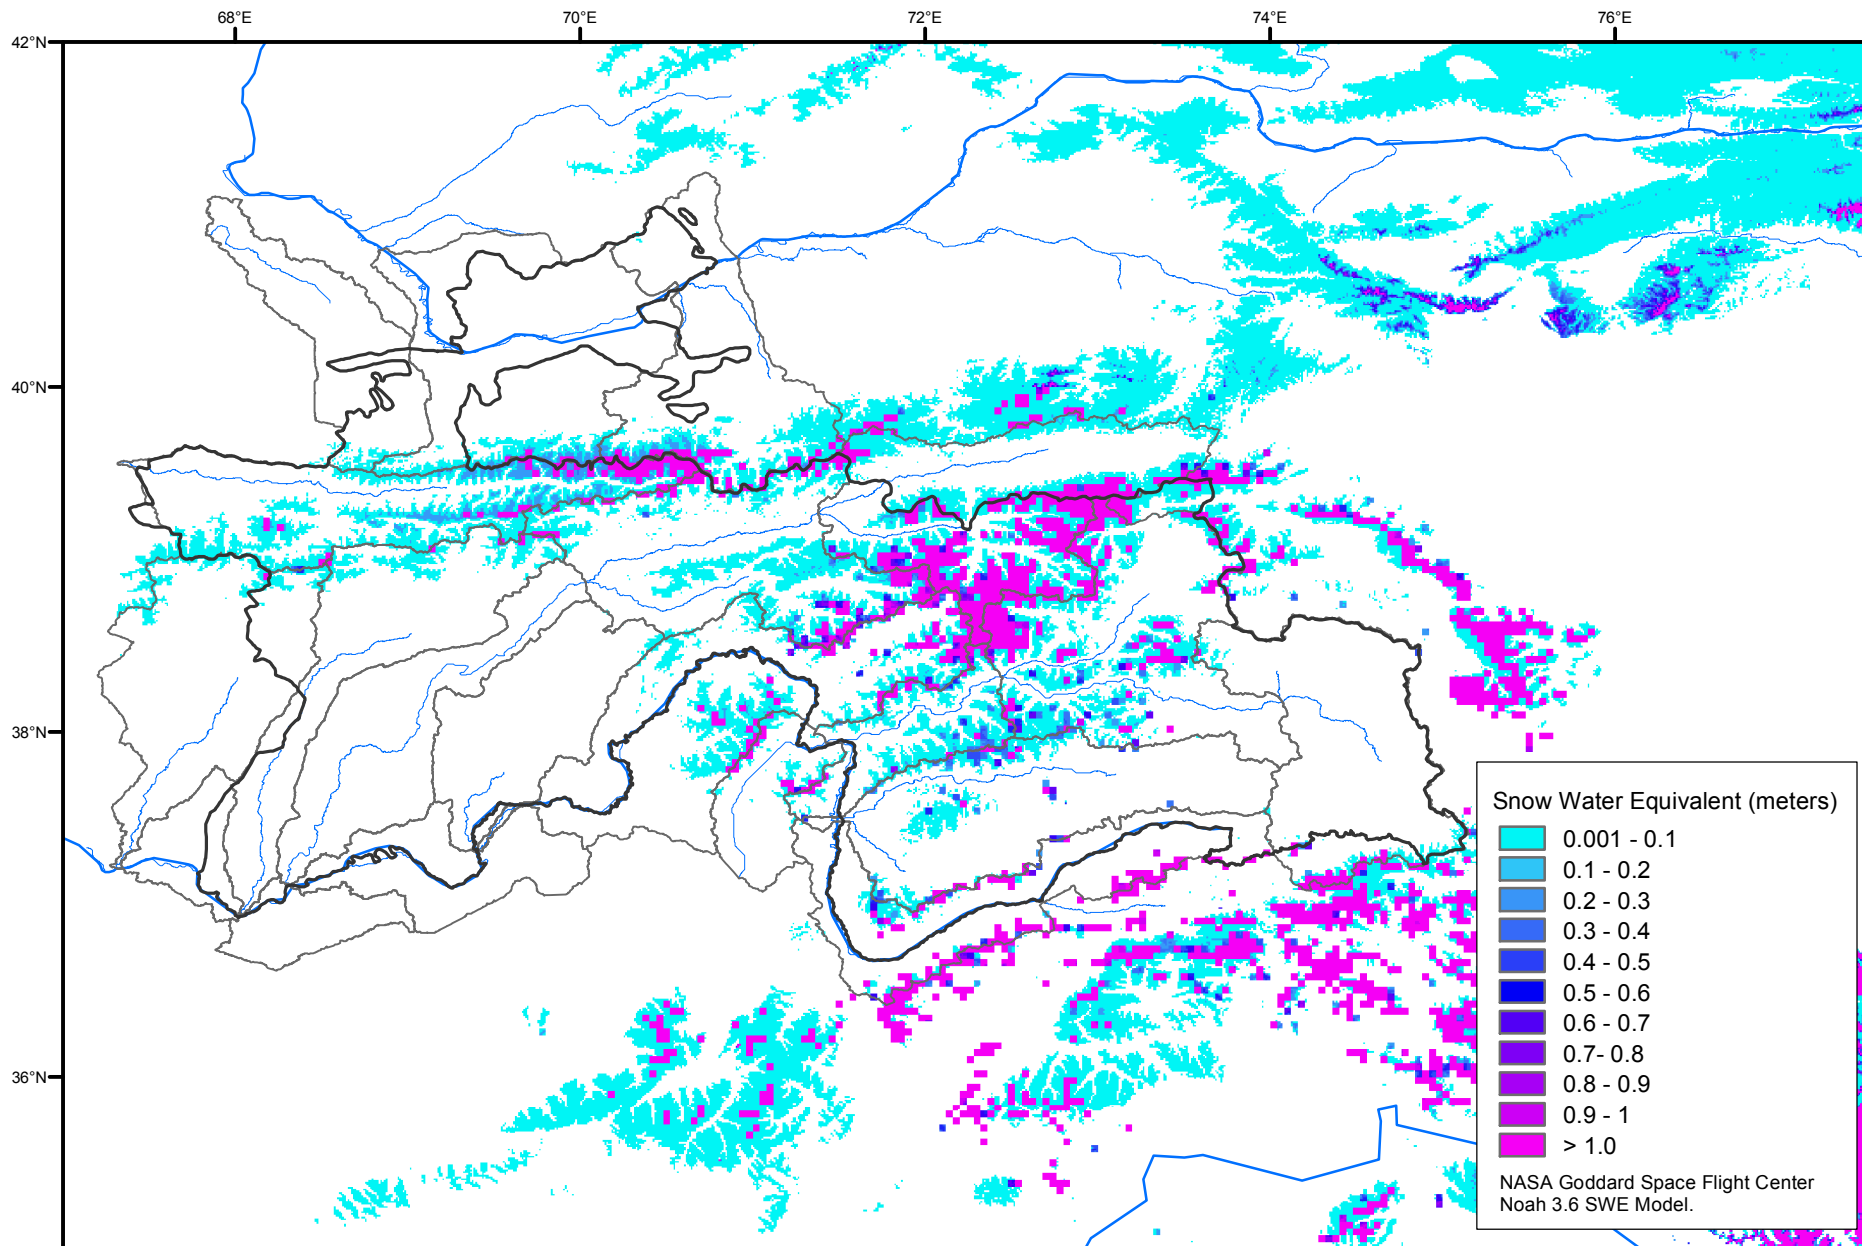 68°E
70°E
72°E
74°E
76°E
42°N
40°N
38°N
36°N
Snow Water Equivalent (meters)
0.001 - 0.1
0.1 - 0.2
0.2 - 0.3
0.3 - 0.4
0.4 - 0.5
0.5 - 0.6
0.6 - 0.7
0.7- 0.8
0.8 - 0.9
0.9 - 1
> 1.0
NASA Goddard Space Flight Center
Noah 3.6 SWE Model.